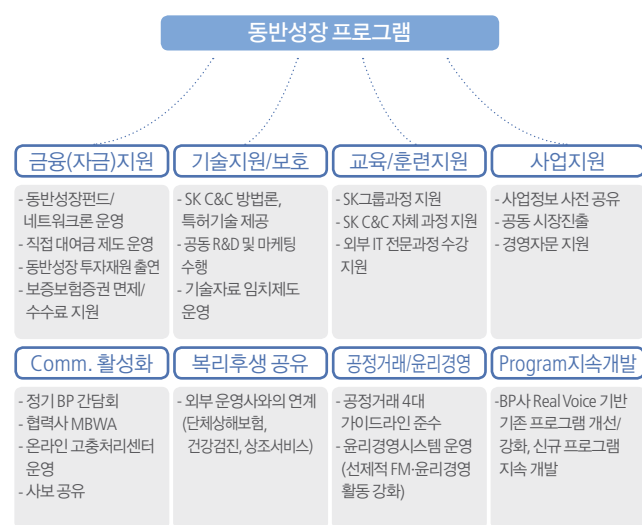 동반성장 프로그램
금융(자금)지원
- 동반성장펀드/
네트워크론 운영
- 직접 대여금 제도 운영
- 동반성장 투자재원 출연
- 보증보험증권 면제/
수수료 지원
기술지원/보호
- SK C&C 방법론,
특허기술 제공
- 공동 R&D 및 마케팅
수행
- 기술자료 임치제도
운영
교육/훈련지원
- SK그룹과정 지원
- SK C&C 자체 과정 지원
- 외부 IT 전문과정 수강
지원
사업지원
- 사업정보 사전 공유
- 공동 시장진출
- 경영자문 지원
Comm. 활성화
- 정기 BP 간담회
- 협력사 MBWA
- 온라인 고충처리센터
운영
- 사보 공유
복리후생 공유
- 외부 운영사와의 연계
(단체상해보험,
건강검진, 상조서비스)
공정거래/윤리경영
- 공정거래 4대
가이드라인 준수
- 윤리경영시스템 운영
(선제적 FM·윤리경영
활동 강화)
Program지속개발
-BP사 Real Voice 기반
기존 프로그램 개선/
강화, 신규 프로그램
지속 개발